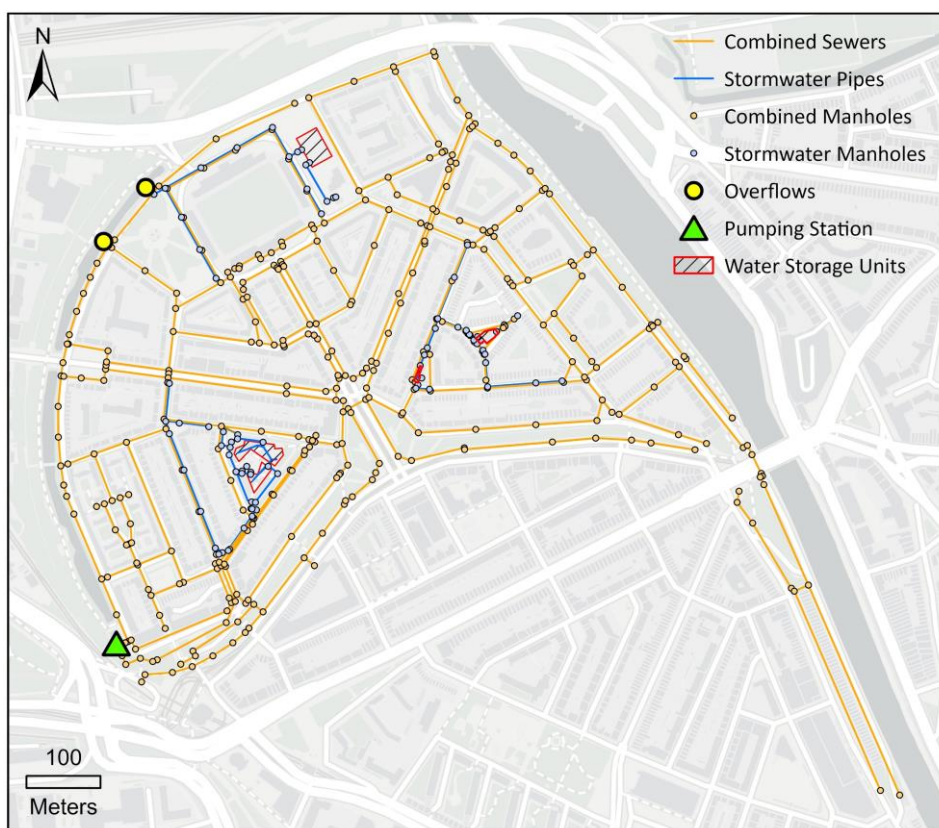 N
Combined Sewers
Stormwater Pipes
Combined Manholes
Stormwater Manholes
Overflows
Pumping Station
Water Storage Units
100
Meters